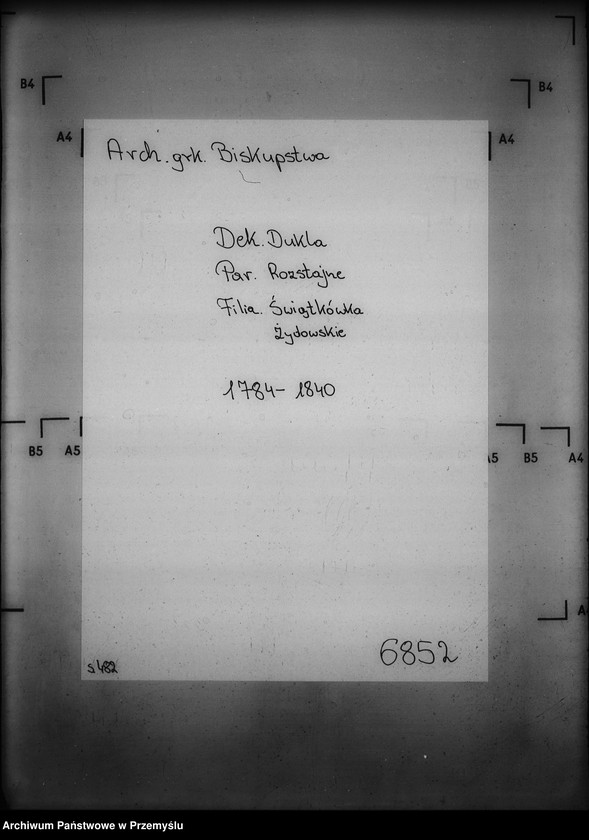 B4
B4
A4
A4
Arch. grk. Biskupstwa
Dek. Dukla
Par. Rozstajne
Filia. Świątkówka
Żydowskie
1784- 1840
B5 A5
A5 B5 A4
A
6852
s. 482
Archiwum Państwowe w Przemyślu